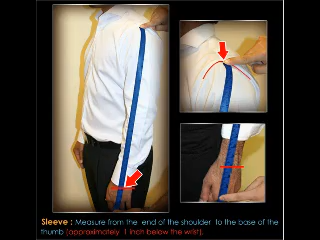 Sleeve : Measure from the end of the shoulder to the base of the
thumb (approximately 1 inch below the wrist).